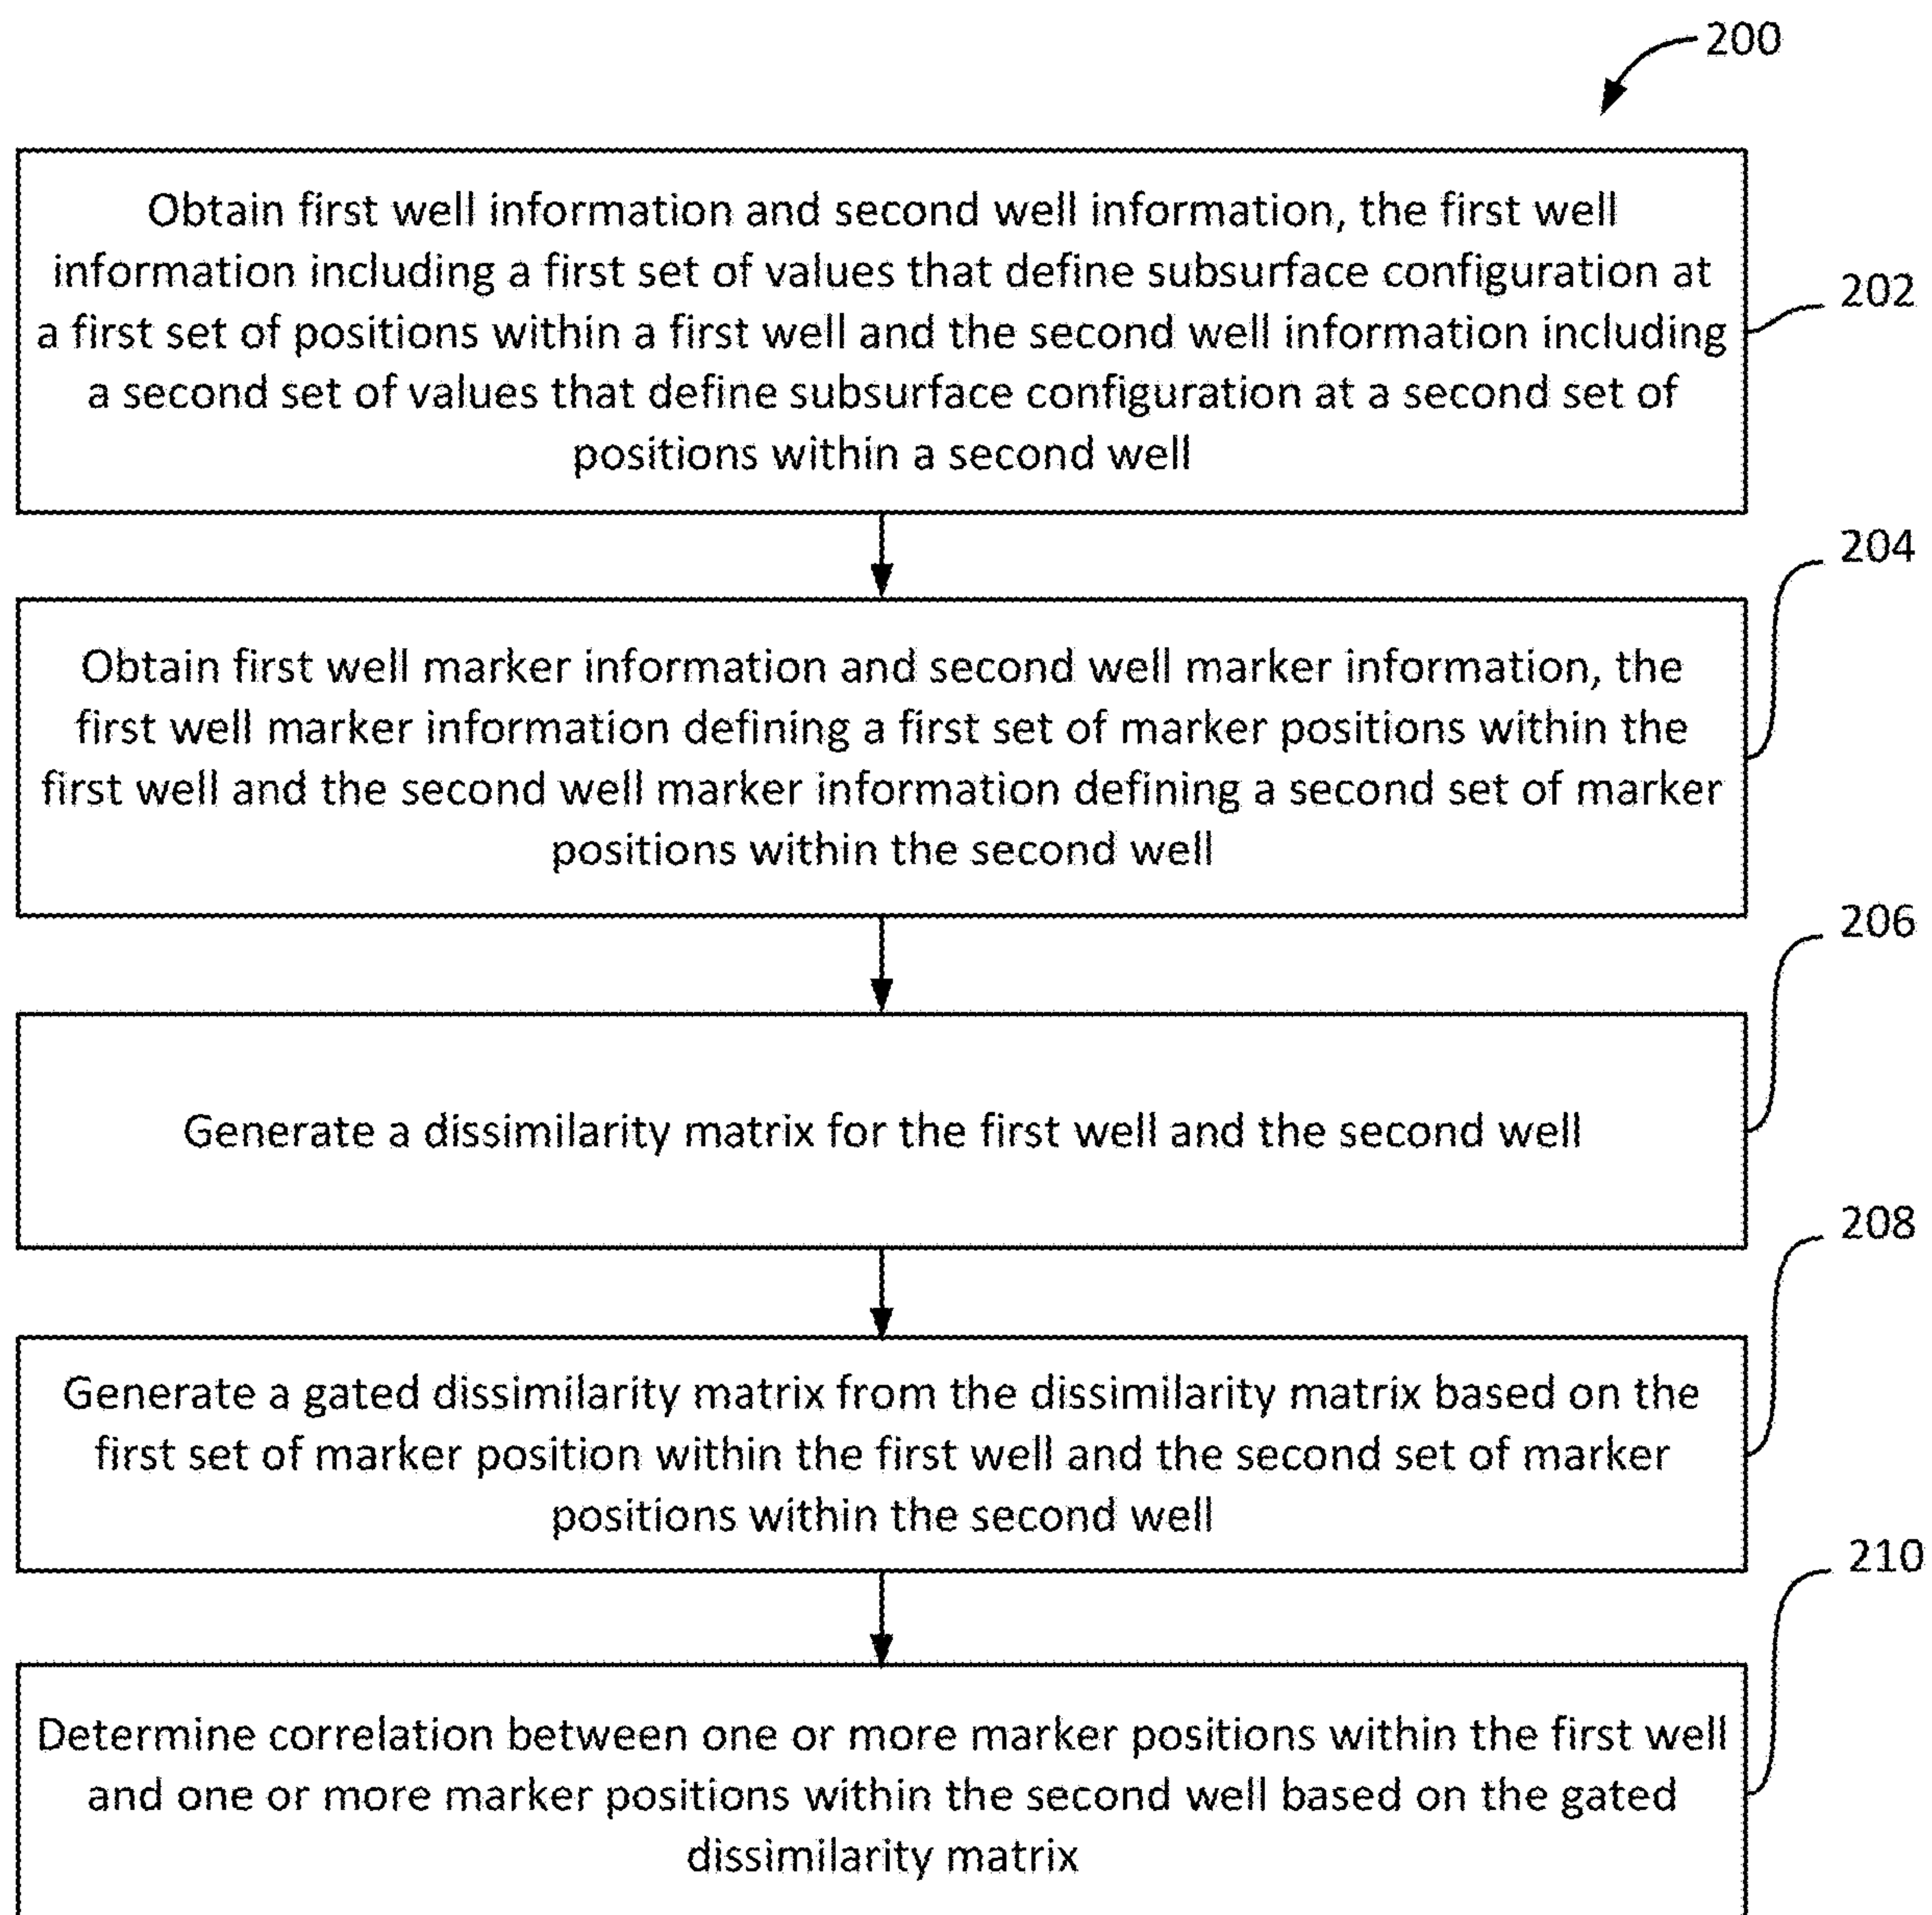 200
Obtain first well information and second well information, the first well
information including a first set of values that define subsurface configuration at
a first set of positions within a first well and the second well information including
a second set of values that define subsurface configuration at a second set of
positions within a second well
202
Obtain first well marker information and second well marker information, the
first well marker information defining a first set of marker positions within the
first well and the second well marker information defining a second set of marker
positions within the second well
204
Generate a dissimilarity matrix for the first well and the second well
206
Generate a gated dissimilarity matrix from the dissimilarity matrix based on the
first set of marker position within the first well and the second set of marker
positions within the second well
208
Determine correlation between one or more marker positions within the first well
and one or more marker positions within the second well based on the gated
dissimilarity matrix
210